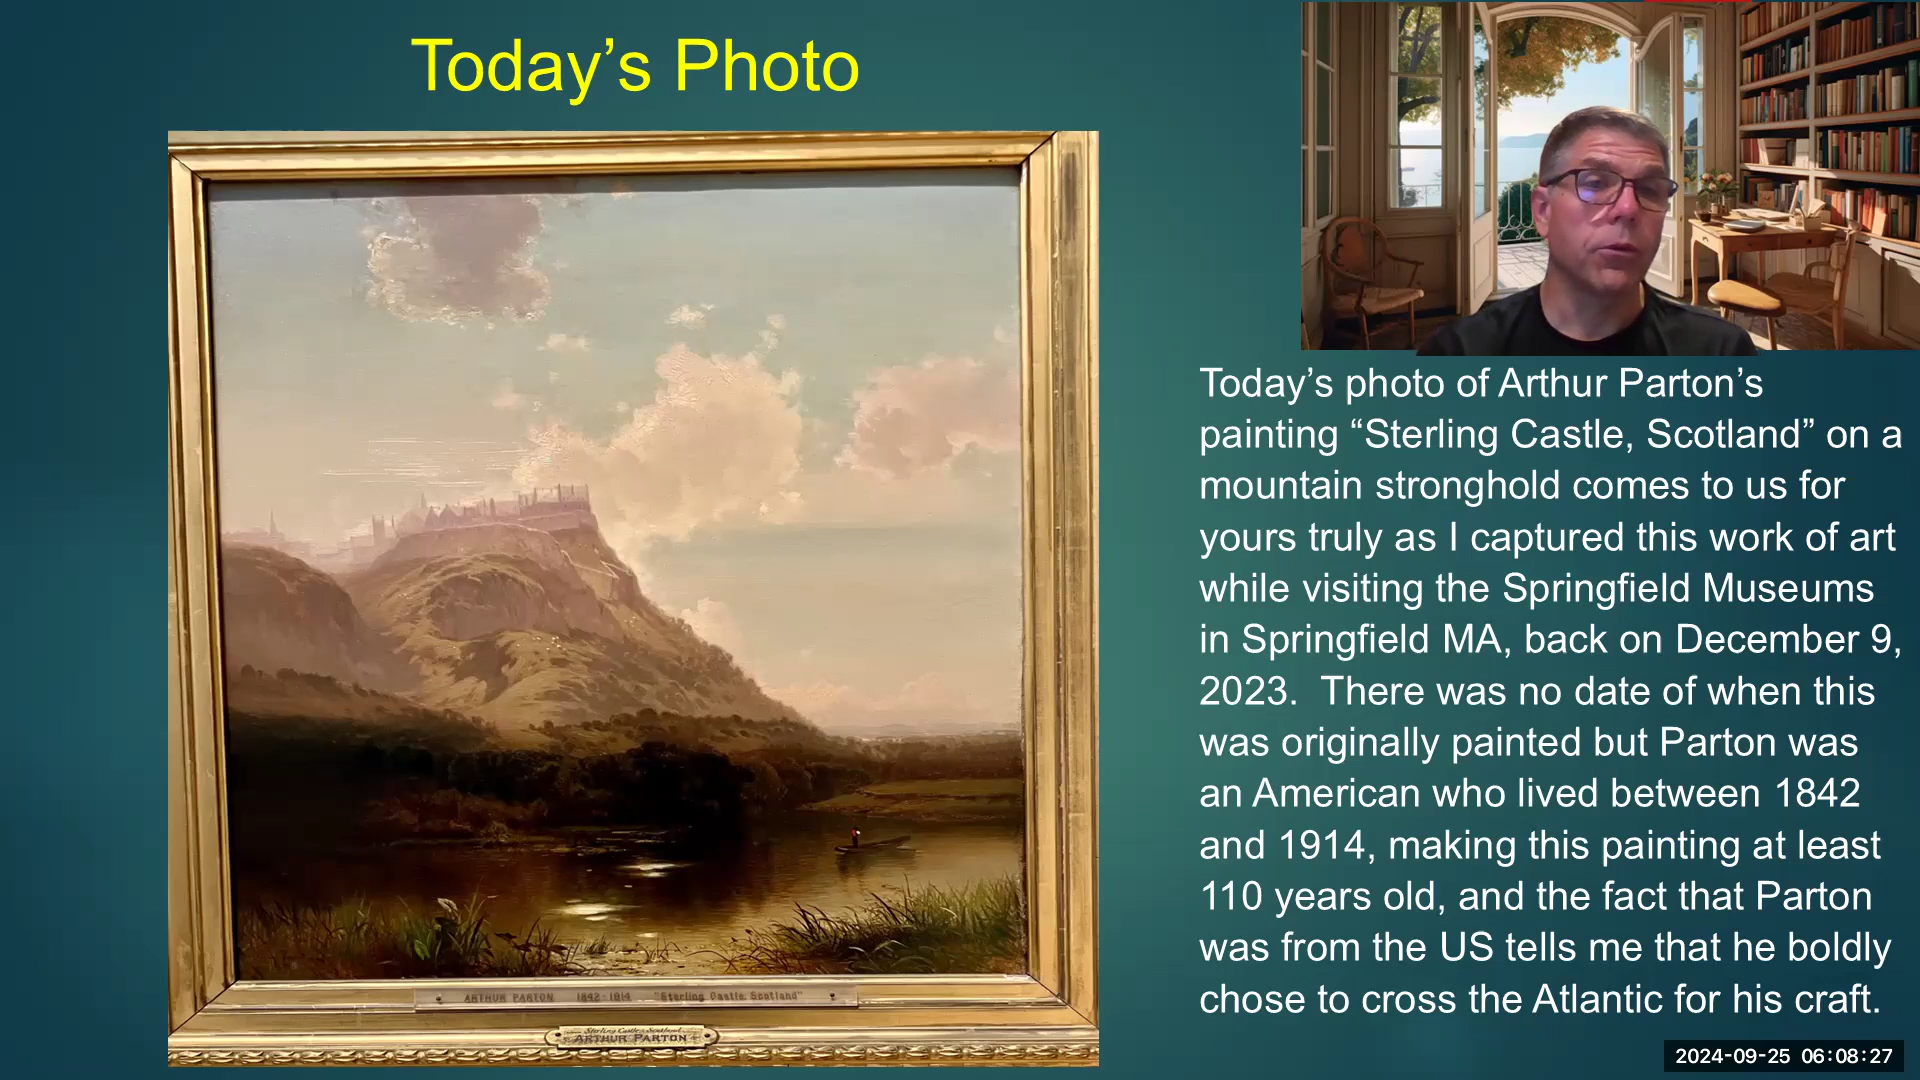 Today’s Photo
Today’s photo of Arthur Parton’s
painting “Sterling Castle, Scotland” on a
mountain stronghold comes to us for
yours truly as I captured this work of art
while visiting the Springfield Museums
in Springfield MA, back on December 9,
2023.  There was no date of when this
was originally painted but Parton was
an American who lived between 1842
and 1914, making this painting at least
110 years old, and the fact that Parton
was from the US tells me that he boldly
chose to cross the Atlantic for his craft.
ARTHUR PARTON 1842-1914 "Sterling Castle, Scotland"
Sterling Castle - Scotland
ARTHUR PARTON
2024-09-25 06:08:27